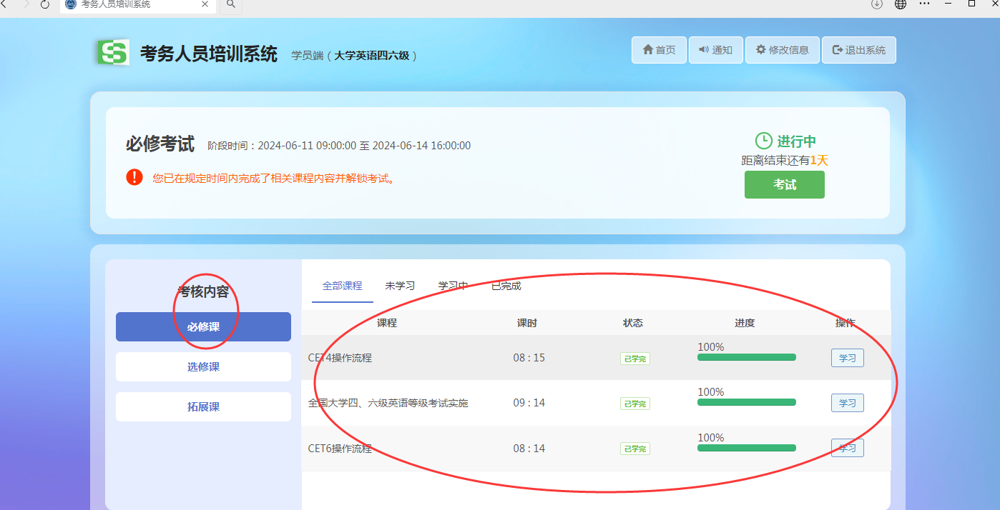 考务人员培训系统
考务人员培训系统 学员端（大学英语四六级）
首页 通知 修改信息 退出系统
必修考试 阶段时间：2024-06-11 09:00:00 至 2024-06-14 16:00:00
进行中
距离结束还有1天
您已在规定时间内完成了相关课程内容并解锁考试。
考试
考核内容
必修课
选修课
拓展课
全部课程 未学习 学习中 已完成
课程 课时 状态 进度 操作
CET4操作流程 08 : 15 已学完 100% 学习
全国大学四、六级英语等级考试实施 09 : 14 已学完 100% 学习
CET6操作流程 08 : 14 已学完 100% 学习